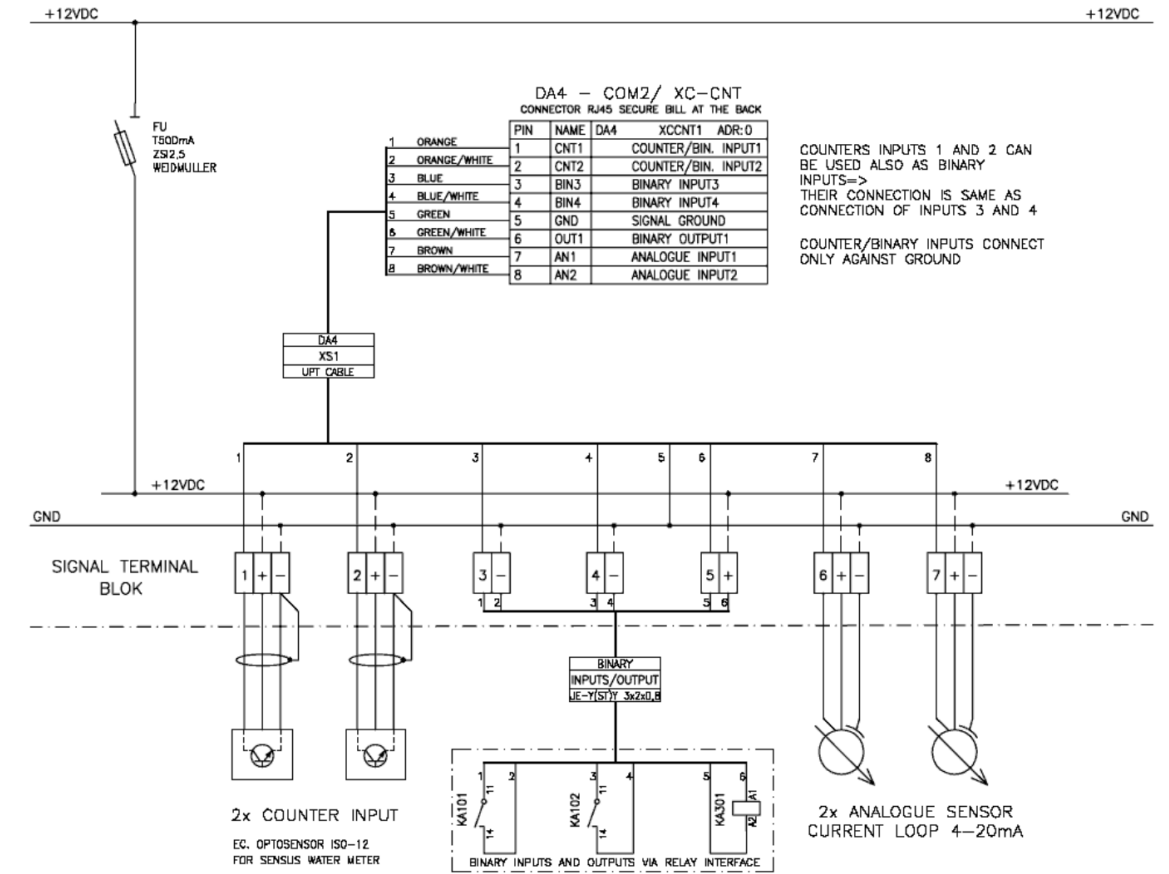 +12VDC
+12VDC
FU
T500mA
ZSI2,5
WEIDMULLER
DA4 – COM2/ XC–CNT
CONNECTOR RJ45 SECURE BILL AT THE BACK
PIN NAME DA4 XCCNT1 ADR:0
1 ORANGE 1 CNT1 COUNTER/BIN. INPUT1
2 ORANGE/WHITE 2 CNT2 COUNTER/BIN. INPUT2
3 BLUE 3 BIN3 BINARY INPUT3
4 BLUE/WHITE 4 BIN4 BINARY INPUT4
5 GREEN 5 GND SIGNAL GROUND
6 GREEN/WHITE 6 OUT1 BINARY OUTPUT1
7 BROWN 7 AN1 ANALOGUE INPUT1
8 BROWN/WHITE 8 AN2 ANALOGUE INPUT2
COUNTERS INPUTS 1 AND 2 CAN
BE USED ALSO AS BINARY
INPUTS=>
THEIR CONNECTION IS SAME AS
CONNECTION OF INPUTS 3 AND 4
COUNTER/BINARY INPUTS CONNECT
ONLY AGAINST GROUND
DA4
XS1
UPT CABLE
1 2 3 4 5 6 7 8
+12VDC
+12VDC
GND
GND
SIGNAL TERMINAL
BLOK
1 + – 2 + – 3 – 4 – 5 + 6 + – 7 + –
1 2 3 4 5 6
BINARY
INPUTS/OUTPUT
JE–Y(ST)Y 3x2x0,8
1 2 3 4 5 6
KA101 11 14
KA102 11 14
KA301 A1 A2
BINARY INPUTS AND OUTPUTS VIA RELAY INTERFACE
2x COUNTER INPUT
EC. OPTOSENSOR ISO–12
FOR SENSUS WATER METER
2x ANALOGUE SENSOR
CURRENT LOOP 4–20mA